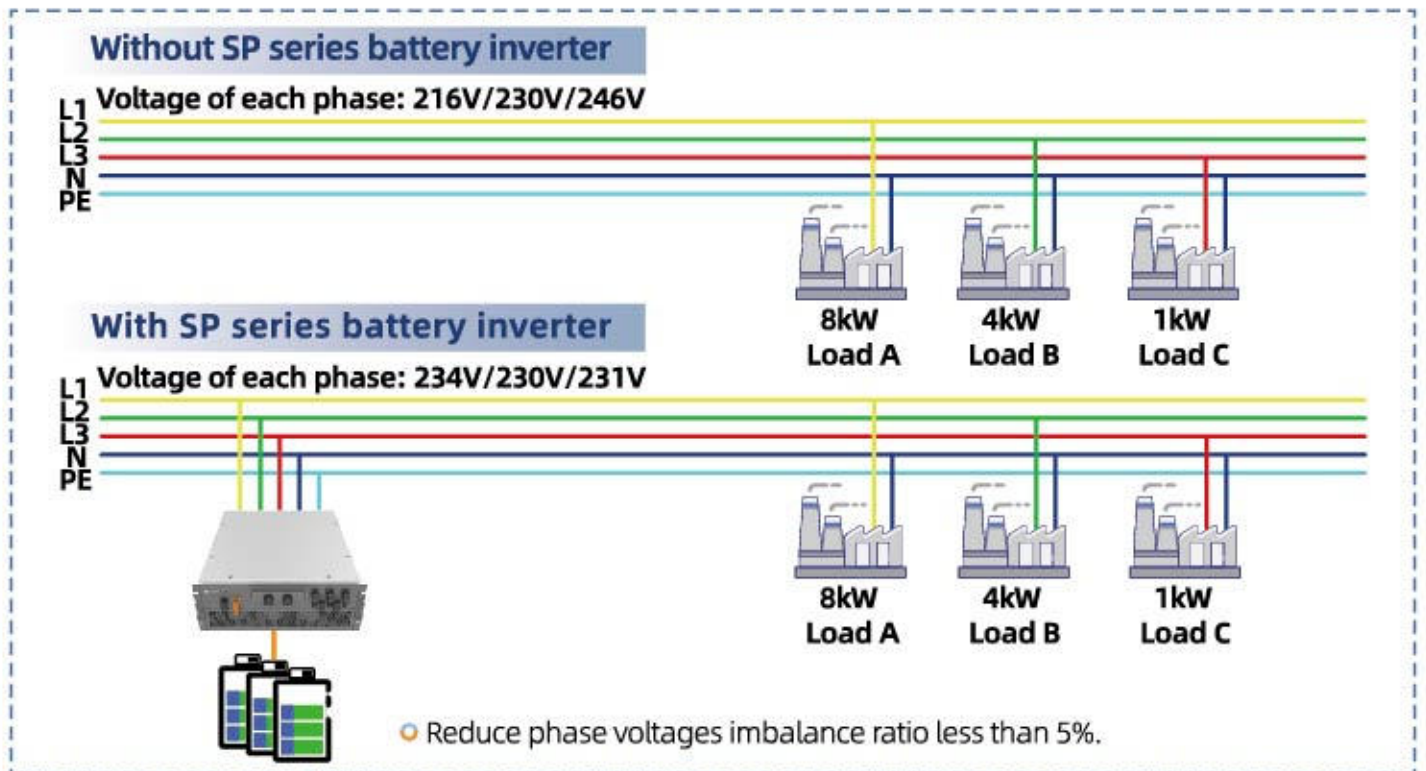 Without SP series battery inverter
Voltage of each phase: 216V/230V/246V
L1
L2
L3
N
PE
8kW
Load A
4kW
Load B
1kW
Load C
With SP series battery inverter
Voltage of each phase: 234V/230V/231V
L1
L2
L3
N
PE
8kW
Load A
4kW
Load B
1kW
Load C
Reduce phase voltages imbalance ratio less than 5%.